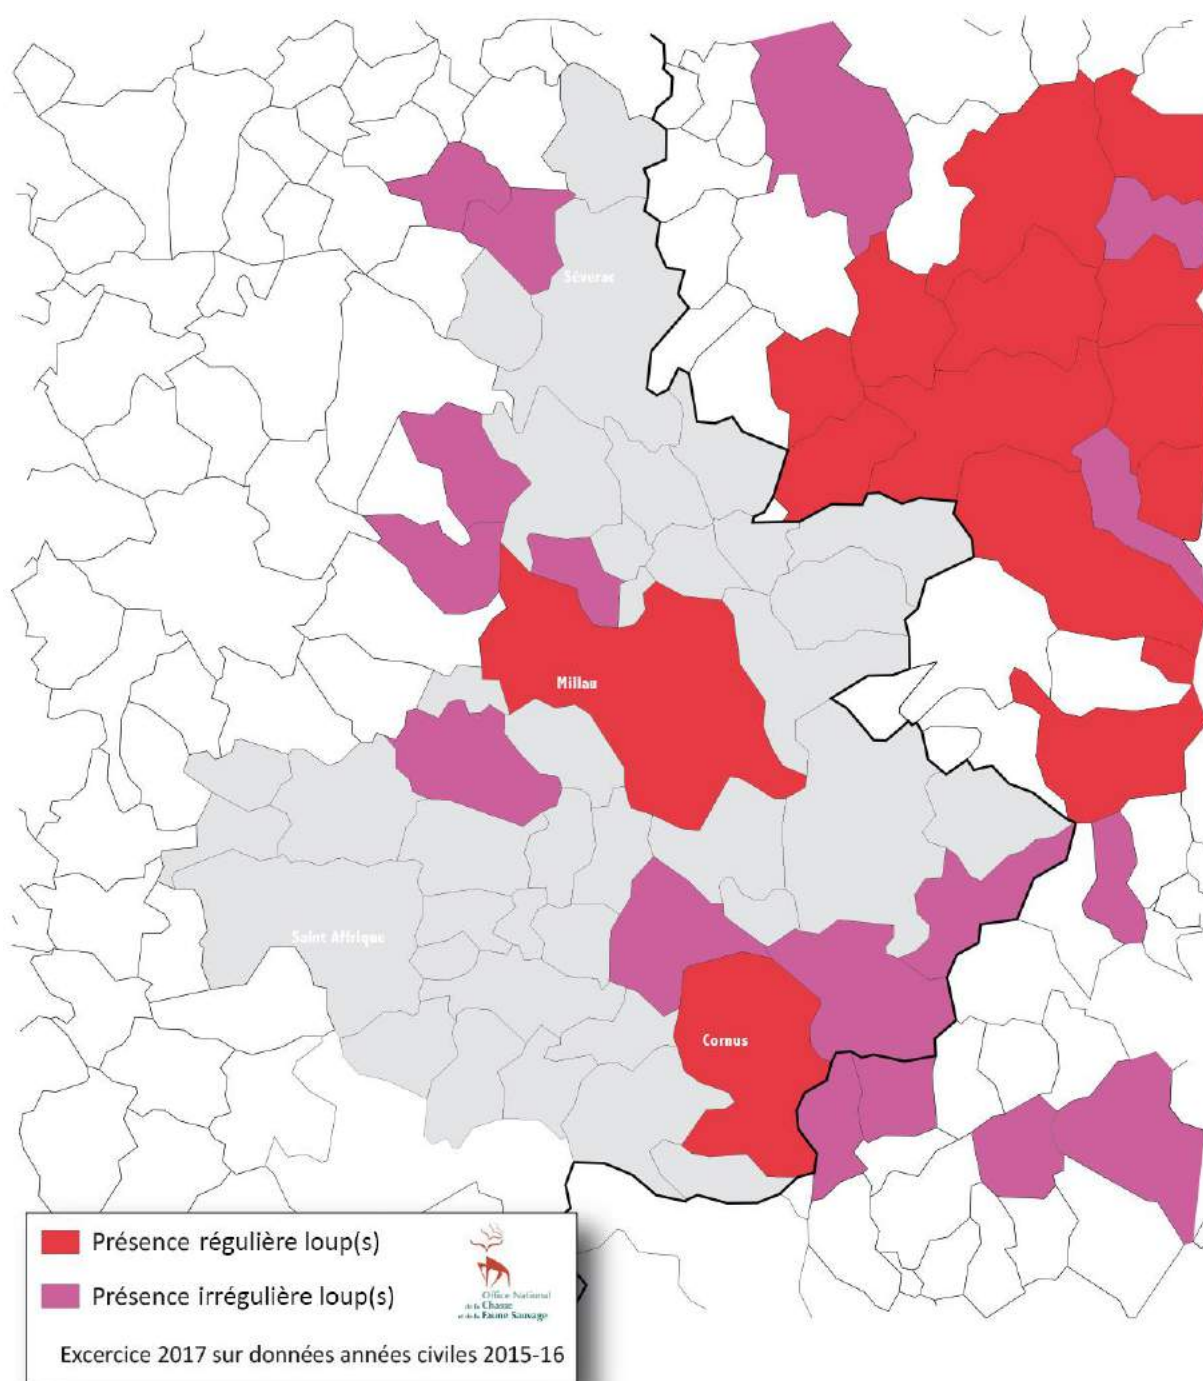 Séverac
Millau
Saint Affrique
Cornus
Présence régulière loup(s)
Présence irrégulière loup(s)
Office National
de la Chasse
et de la Faune Sauvage
Excercice 2017 sur données années civiles 2015-16